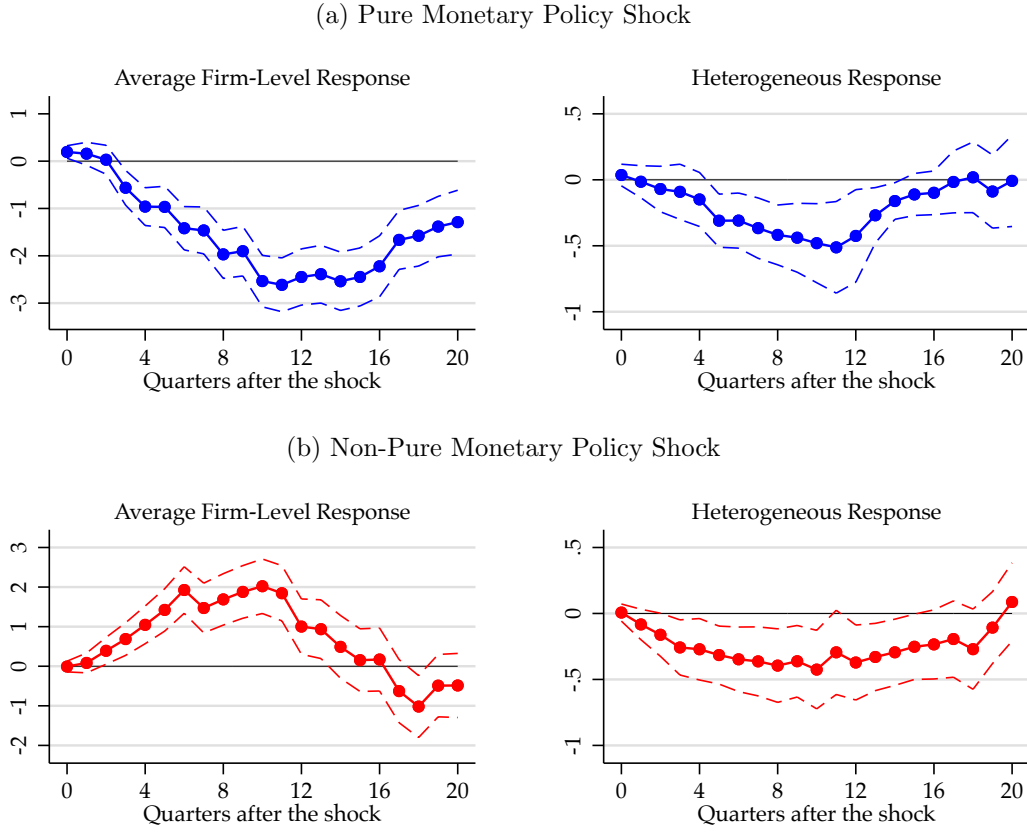 (a) Pure Monetary Policy Shock
Average Firm-Level Response
1
0
-1
-2
-3
0 4 8 12 16 20
Quarters after the shock
Heterogeneous Response
.5
0
-.5
-1
0 4 8 12 16 20
Quarters after the shock
(b) Non-Pure Monetary Policy Shock
Average Firm-Level Response
3
2
1
0
-1
-2
0 4 8 12 16 20
Quarters after the shock
Heterogeneous Response
.5
0
-.5
-1
0 4 8 12 16 20
Quarters after the shock